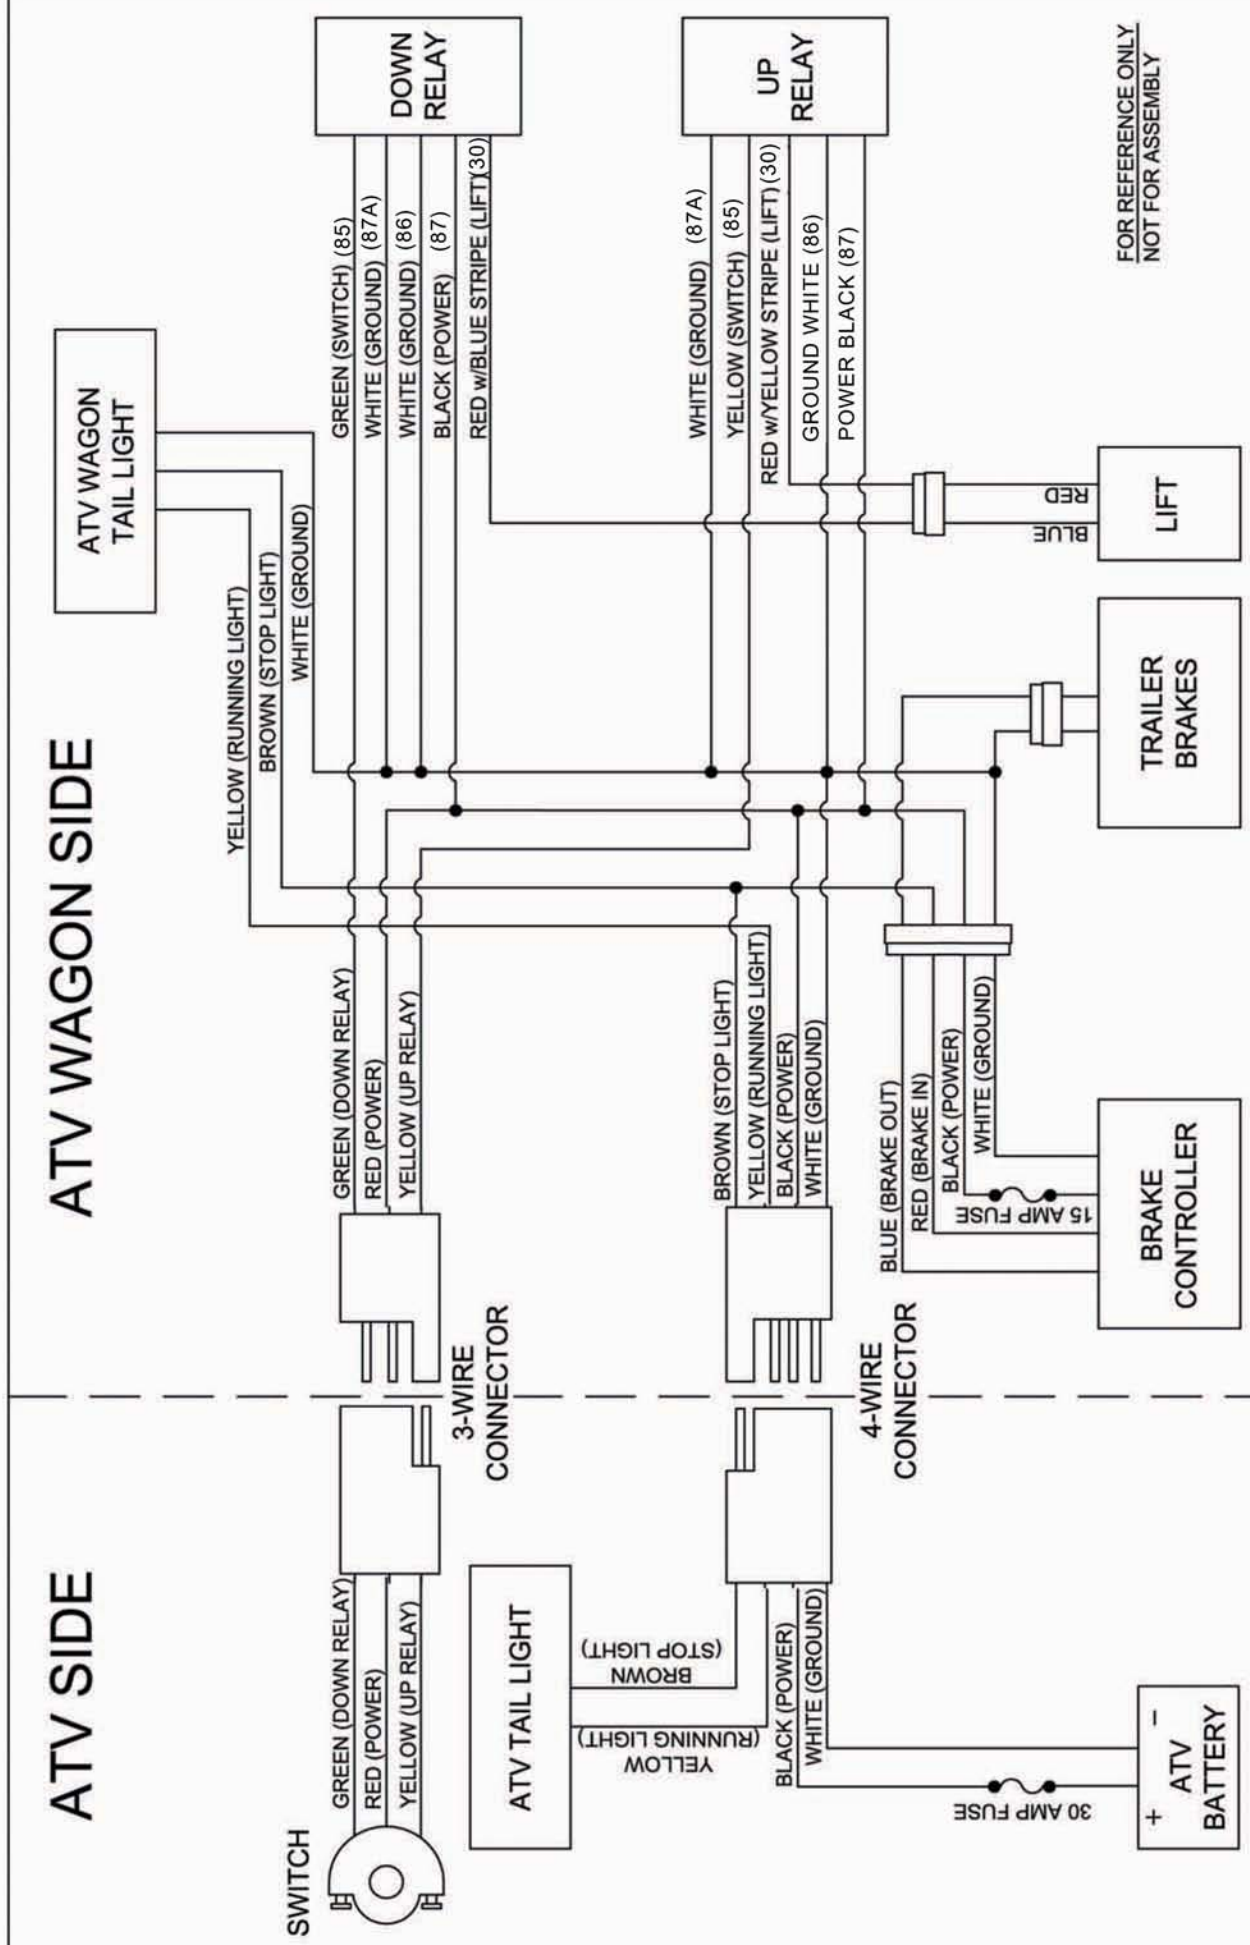 ATV SIDE
ATV WAGON SIDE
SWITCH
GREEN (DOWN RELAY)
RED (POWER)
YELLOW (UP RELAY)
3-WIRE
CONNECTOR
GREEN (DOWN RELAY)
RED (POWER)
YELLOW (UP RELAY)
YELLOW (RUNNING LIGHT)
BROWN (STOP LIGHT)
WHITE (GROUND)
ATV WAGON
TAIL LIGHT
GREEN (SWITCH) (85)
WHITE (GROUND) (87A)
WHITE (GROUND) (86)
BLACK (POWER) (87)
RED w/BLUE STRIPE (LIFT)(30)
DOWN
RELAY
ATV TAIL LIGHT
BROWN
(STOP LIGHT)
YELLOW
(RUNNING LIGHT)
BLACK (POWER)
WHITE (GROUND)
4-WIRE
CONNECTOR
BROWN (STOP LIGHT)
YELLOW (RUNNING LIGHT)
BLACK (POWER)
WHITE (GROUND)
WHITE (GROUND) (87A)
YELLOW (SWITCH) (85)
RED w/YELLOW STRIPE (LIFT) (30)
GROUND WHITE (86)
POWER BLACK (87)
UP
RELAY
30 AMP FUSE
+ −
ATV
BATTERY
BLUE (BRAKE OUT)
RED (BRAKE IN)
BLACK (POWER)
WHITE (GROUND)
15 AMP FUSE
BRAKE
CONTROLLER
TRAILER
BRAKES
BLUE
RED
LIFT
FOR REFERENCE ONLY
NOT FOR ASSEMBLY